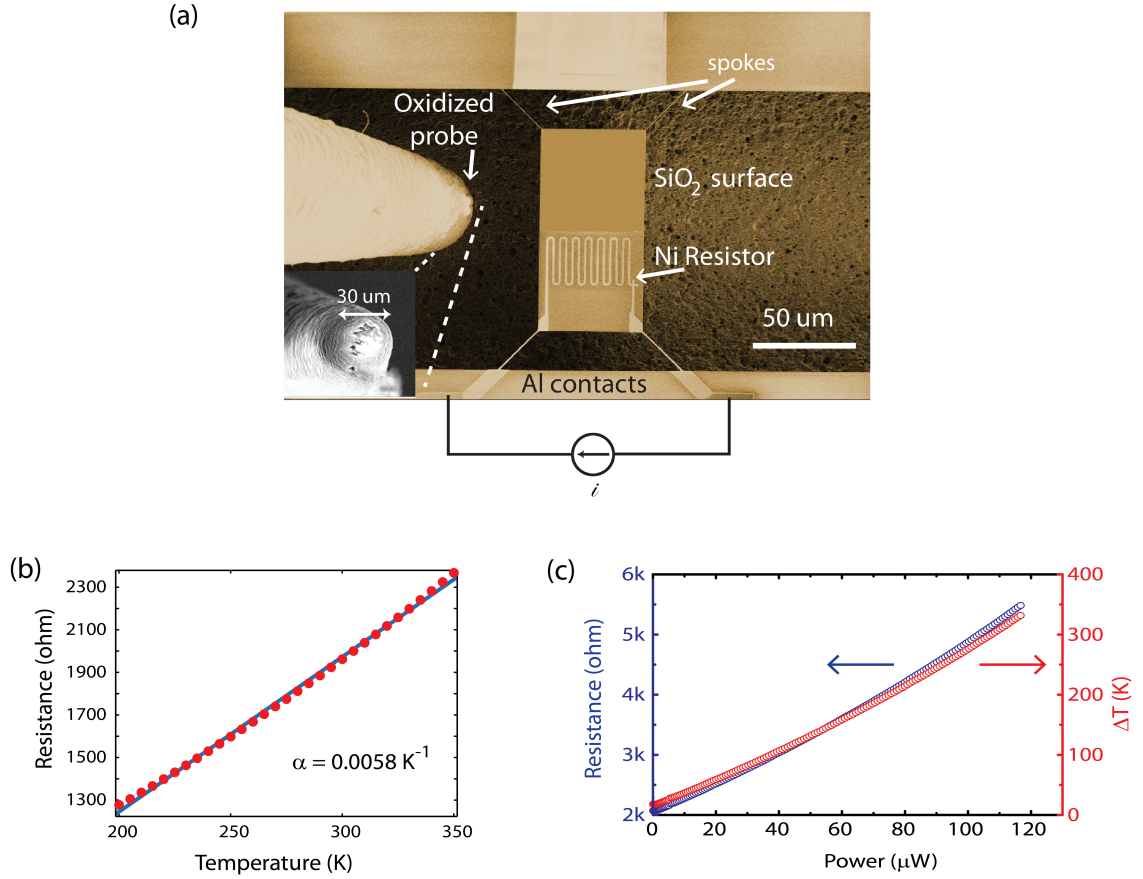 (a)
spokes
Oxidized
probe
SiO2 surface
Ni Resistor
30 um
50 um
Al contacts
i
(b)
2300
2100
1900
1700
1500
1300
Resistance (ohm)
α = 0.0058 K-1
200
250
300
350
Temperature (K)
(c)
6k
5k
4k
3k
2k
Resistance (ohm)
400
300
200
100
0
ΔT (K)
0
20
40
60
80
100
120
Power (μW)